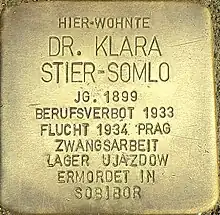 HIER WOHNTE
DR. KLARA
STIER-SOMLO
JG. 1899
BERUFSVERBOT 1933
FLUCHT 1934 PRAG
ZWANGSARBEIT
LAGER UJAZDOW
ERMORDET IN
SOBIBOR